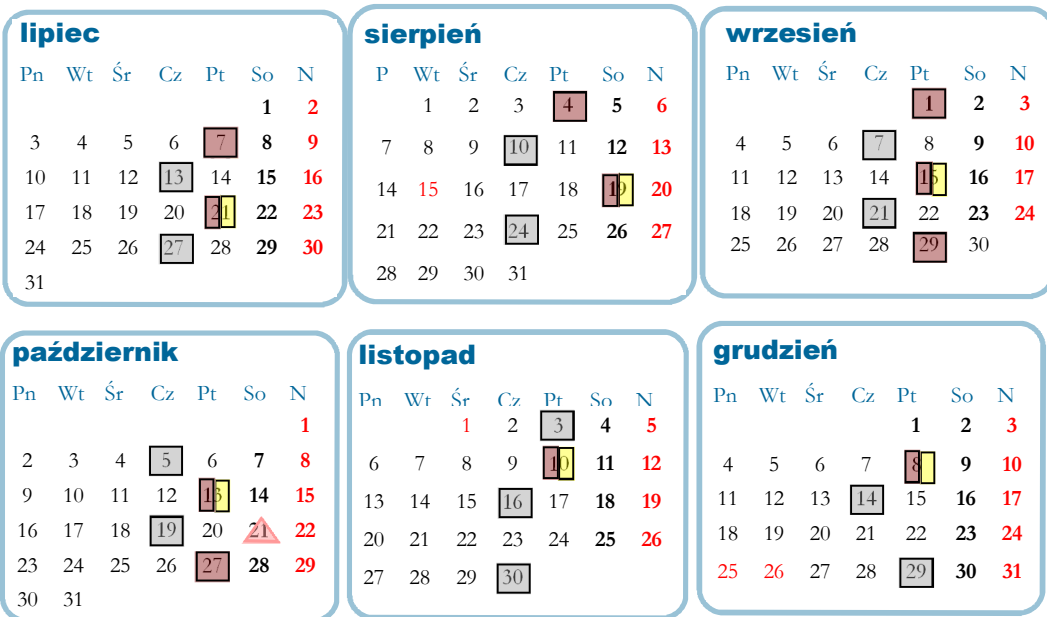 lipiec
Pn Wt Śr Cz Pt So N
1 2
3 4 5 6 7 8 9
10 11 12 13 14 15 16
17 18 19 20 21 22 23
24 25 26 27 28 29 30
31
sierpień
P Wt Śr Cz Pt So N
1 2 3 4 5 6
7 8 9 10 11 12 13
14 15 16 17 18 19 20
21 22 23 24 25 26 27
28 29 30 31
wrzesień
Pn Wt Śr Cz Pt So N
1 2 3
4 5 6 7 8 9 10
11 12 13 14 15 16 17
18 19 20 21 22 23 24
25 26 27 28 29 30
październik
Pn Wt Śr Cz Pt So N
1
2 3 4 5 6 7 8
9 10 11 12 13 14 15
16 17 18 19 20 21 22
23 24 25 26 27 28 29
30 31
listopad
Pn Wt Śr Cz Pt So N
1 2 3 4 5
6 7 8 9 10 11 12
13 14 15 16 17 18 19
20 21 22 23 24 25 26
27 28 29 30
grudzień
Pn Wt Śr Cz Pt So N
1 2 3
4 5 6 7 8 9 10
11 12 13 14 15 16 17
18 19 20 21 22 23 24
25 26 27 28 29 30 31